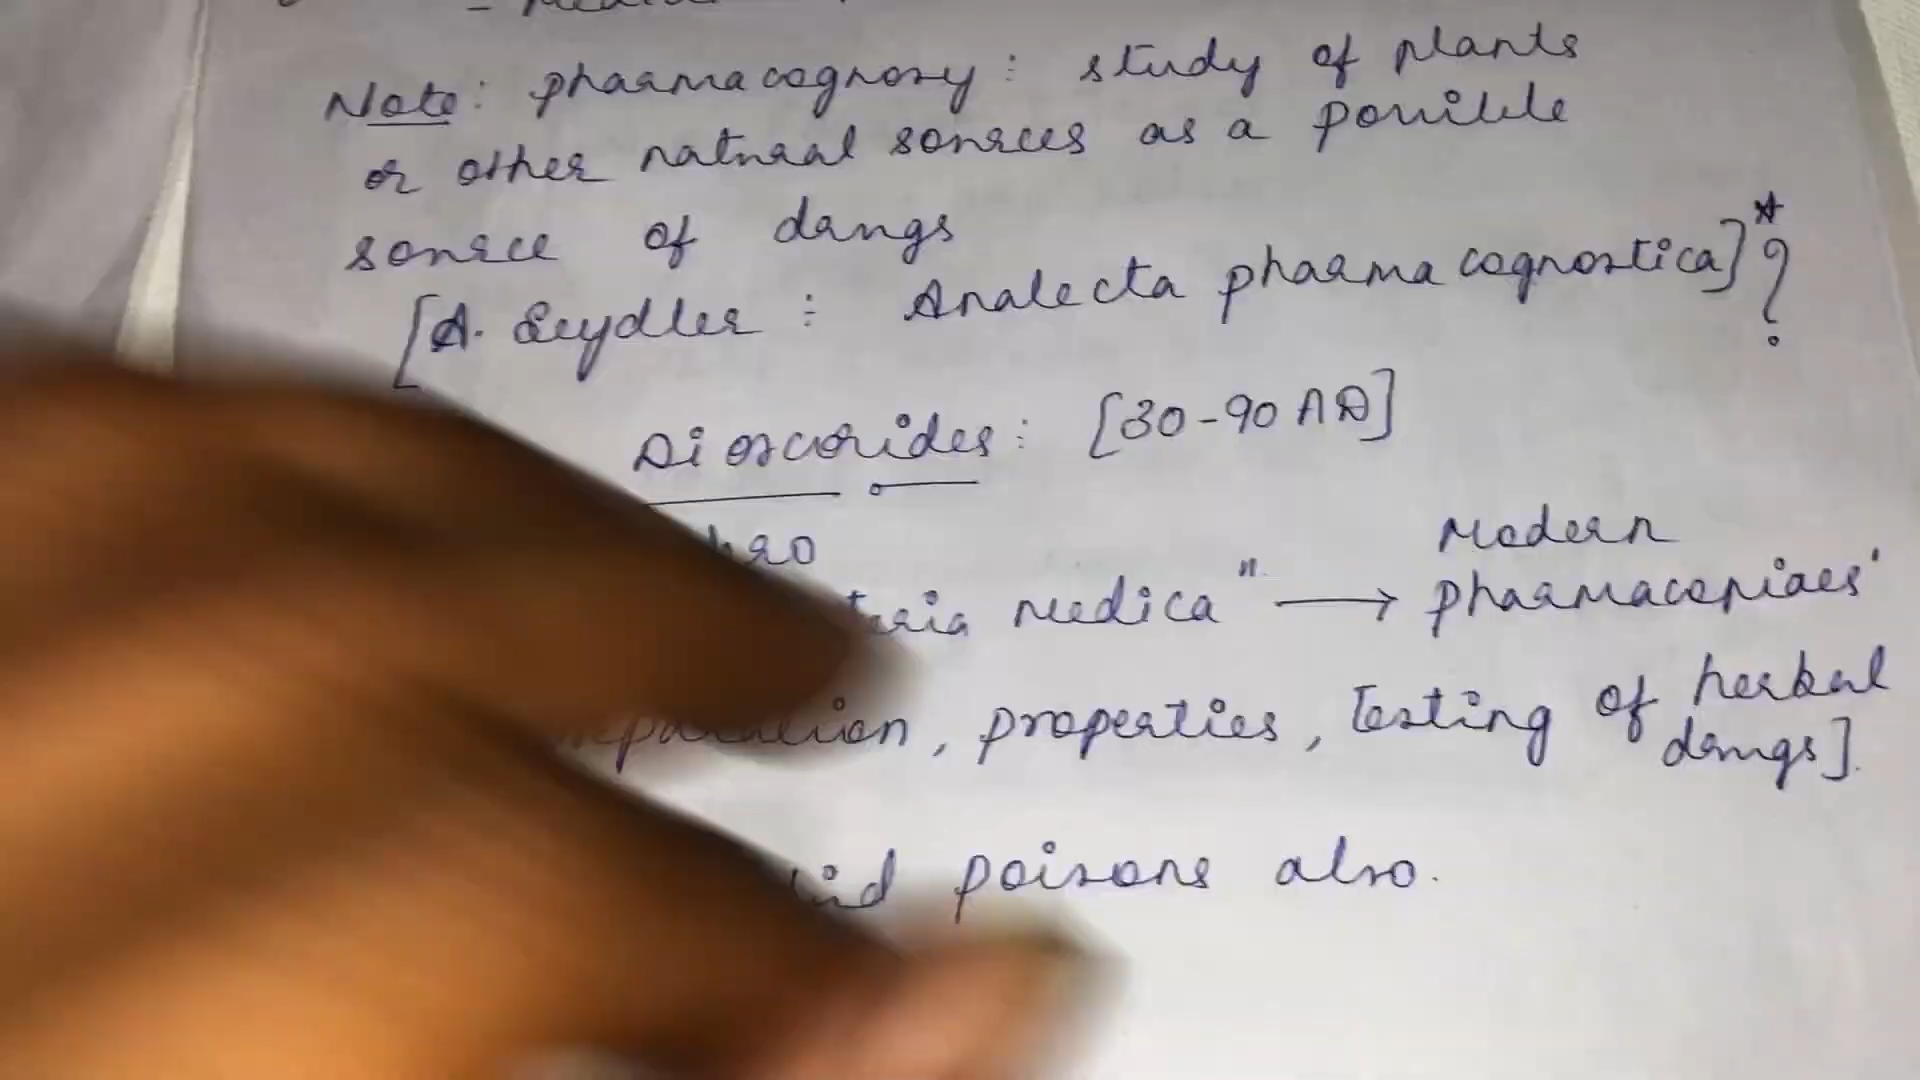 Note: pharmacognosy: study of plants
or other natural sources as a possible
source of drugs
[A. Seydler: Analecta pharmacognostica]*?
Dioscorides: [30-90 AD]
Modern
medica" → pharmacopiaes'
properties, testing of herbal
drugs].
poisons also.